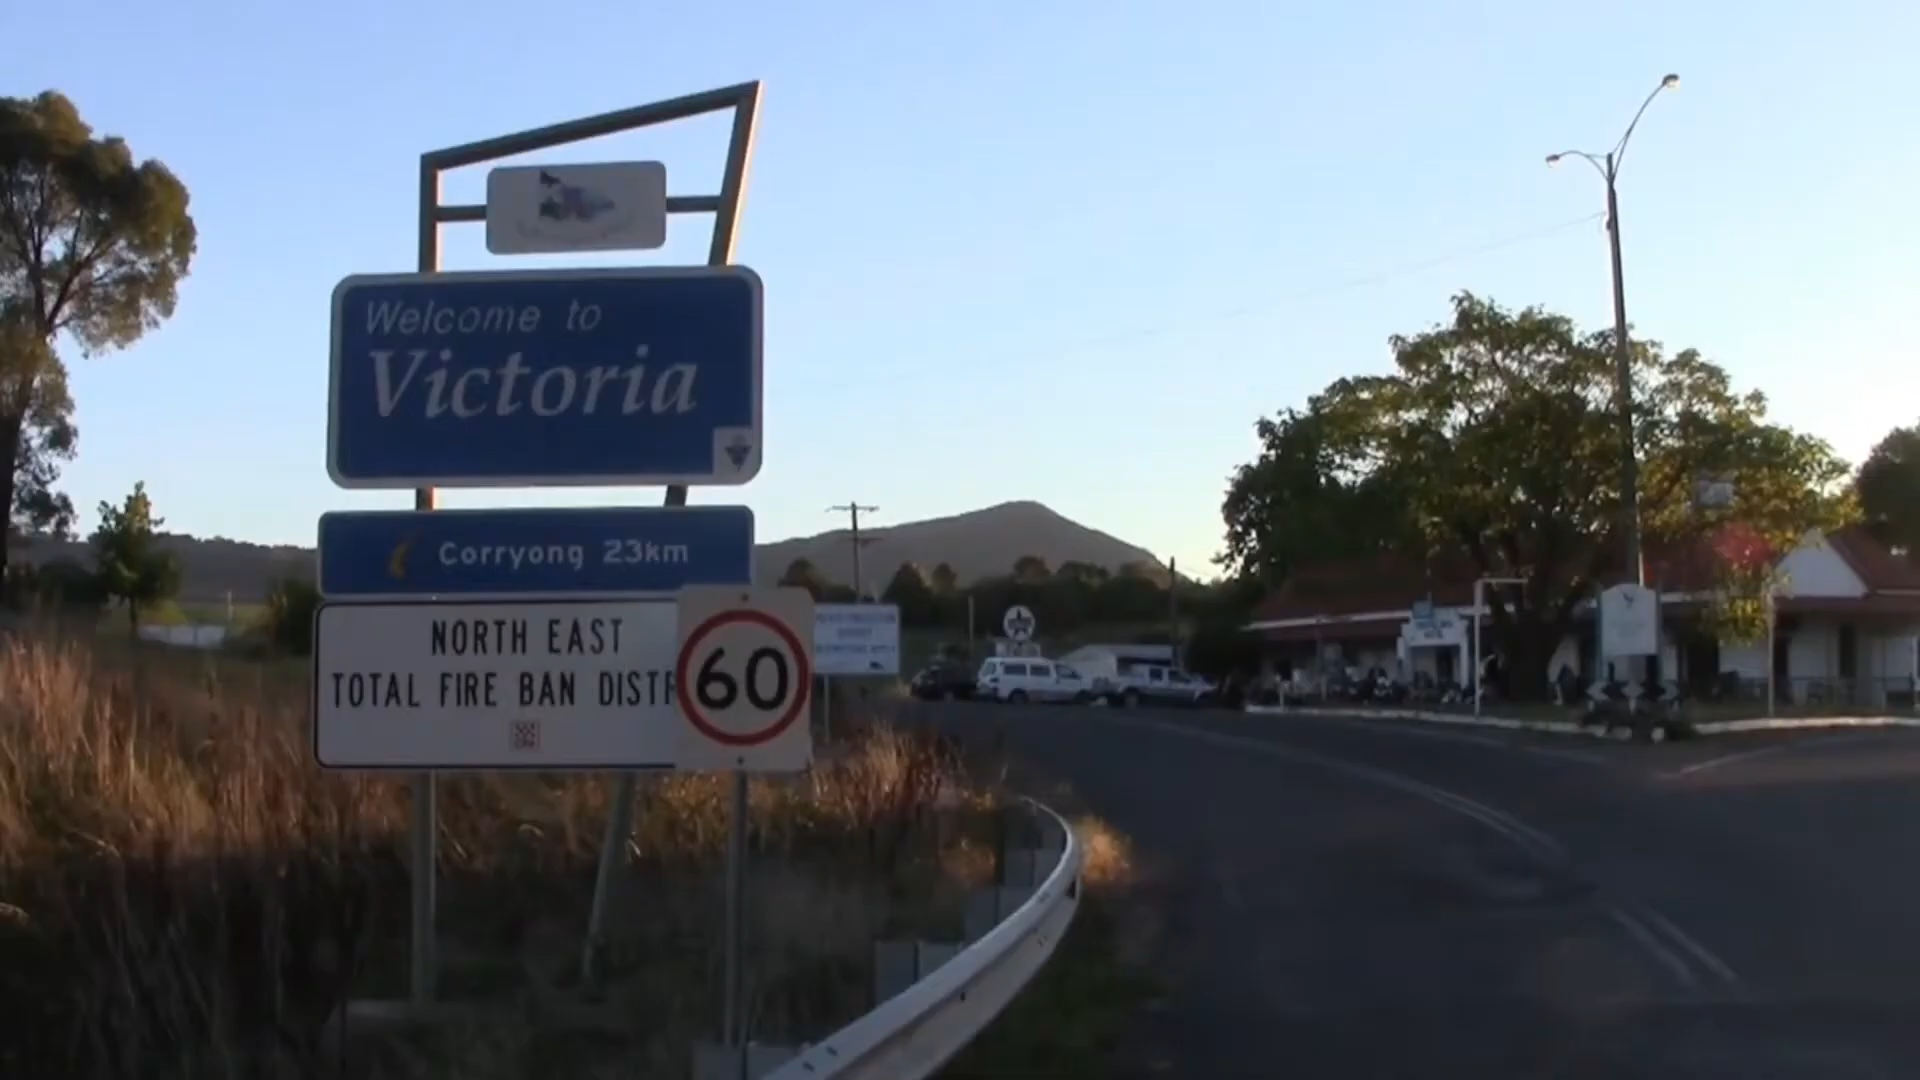 Welcome to
Victoria
Corryong 23km
NORTH EAST
TOTAL FIRE BAN DISTR
60